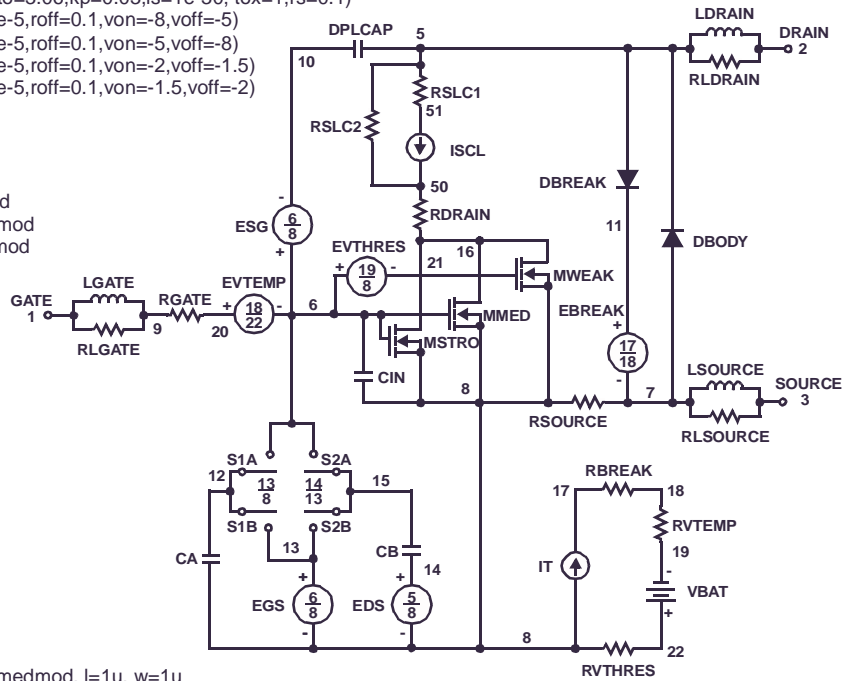 e-5,roff=0.1,von=-8,voff=-5)
e-5,roff=0.1,von=-5,voff=-8)
e-5,roff=0.1,von=-2,voff=-1.5)
e-5,roff=0.1,von=-1.5,voff=-2)
d
mod
mod
LDRAIN
DPLCAP
5
DRAIN
2
10
RLDRAIN
RSLC1
51
RSLC2
ISCL
50
DBREAK
RDRAIN
-
ESG
6
8
+
11
DBODY
EVTHRES
+
19
8
-
21
16
MWEAK
LGATE
EVTEMP
GATE
1
RGATE
+
18
22
-
6
EBREAK
+
MMED
9
20
RLGATE
MSTRO
17
18
-
LSOURCE
CIN
8
7
SOURCE
3
RSOURCE
RLSOURCE
S1A
S2A
12
13
8
14
13
15
RBREAK
17
18
S1B
S2B
RVTEMP
13
CB
19
CA
14
IT
-
+
+
VBAT
EGS
6
8
EDS
5
8
+
-
-
8
22
RVTHRES
medmod, l=1u, w=1u